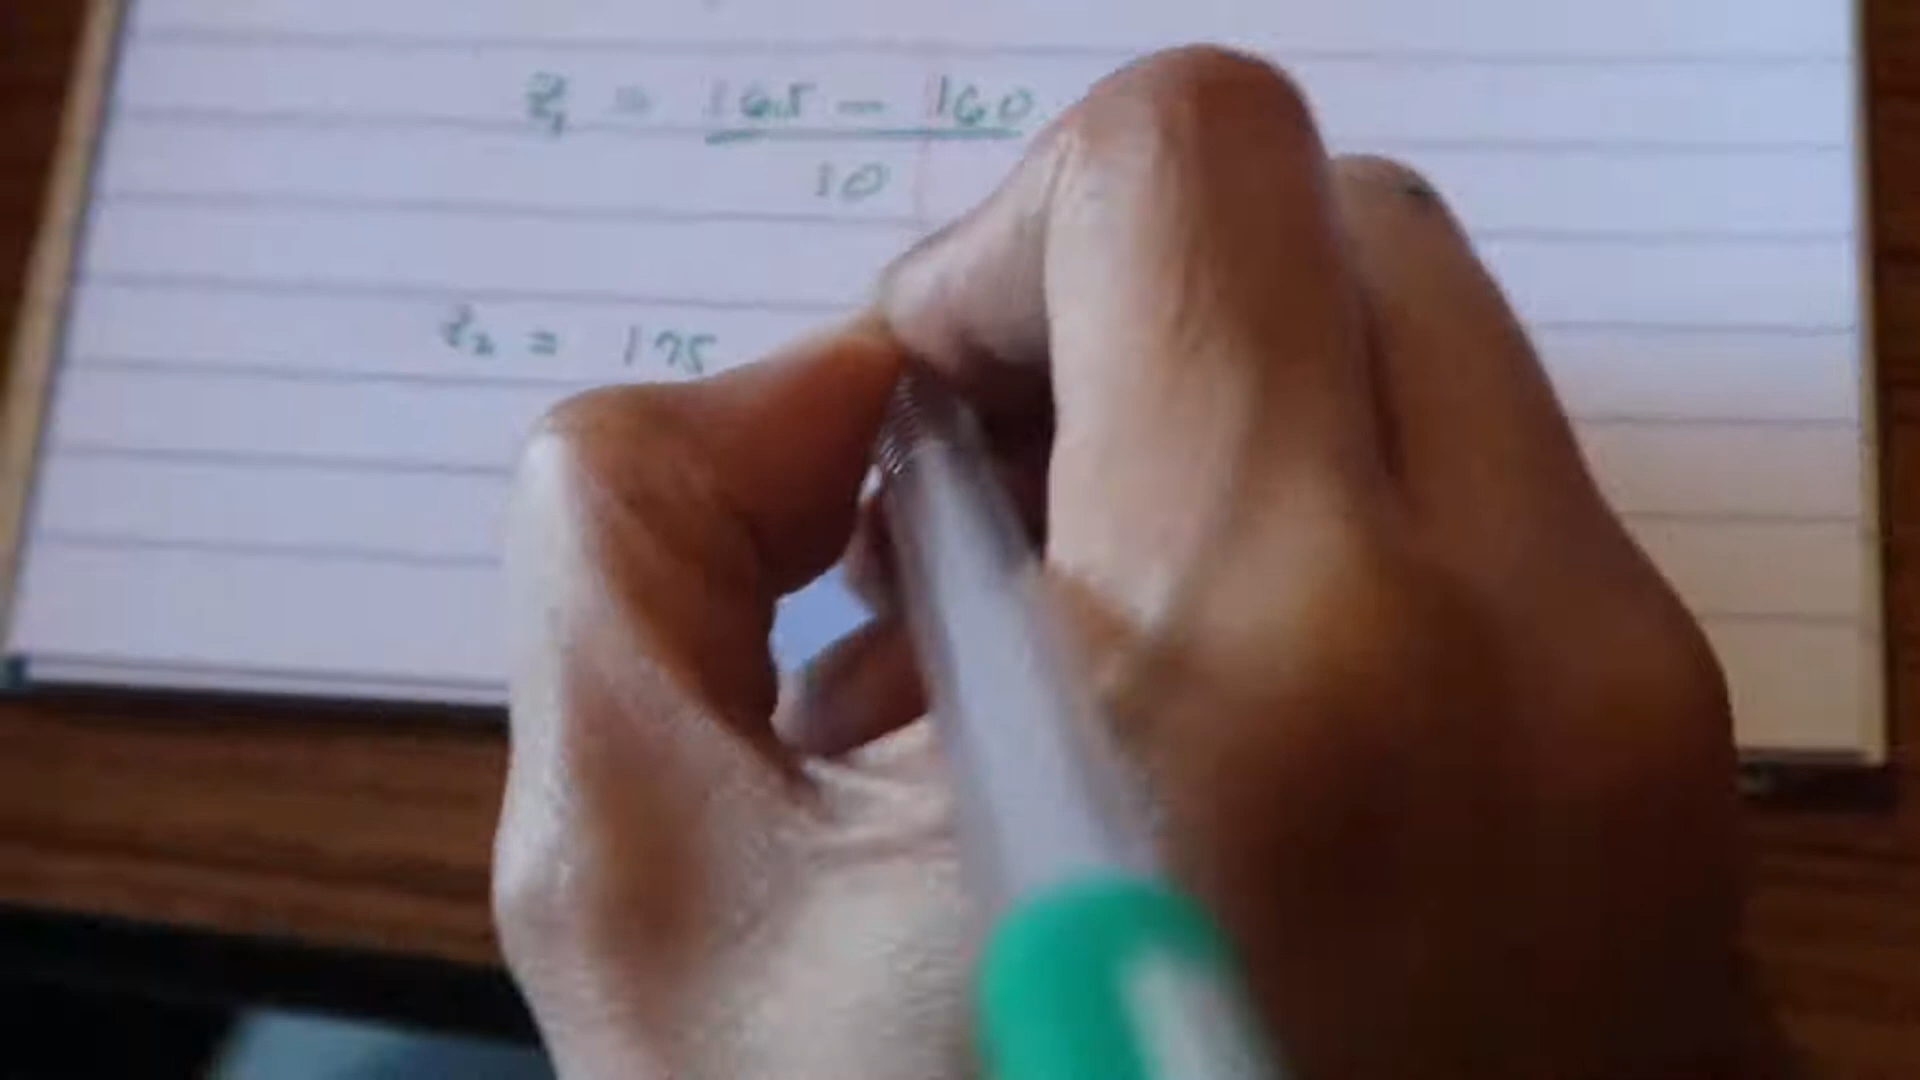 z₁ = 165 - 160
10
z₂ = 175